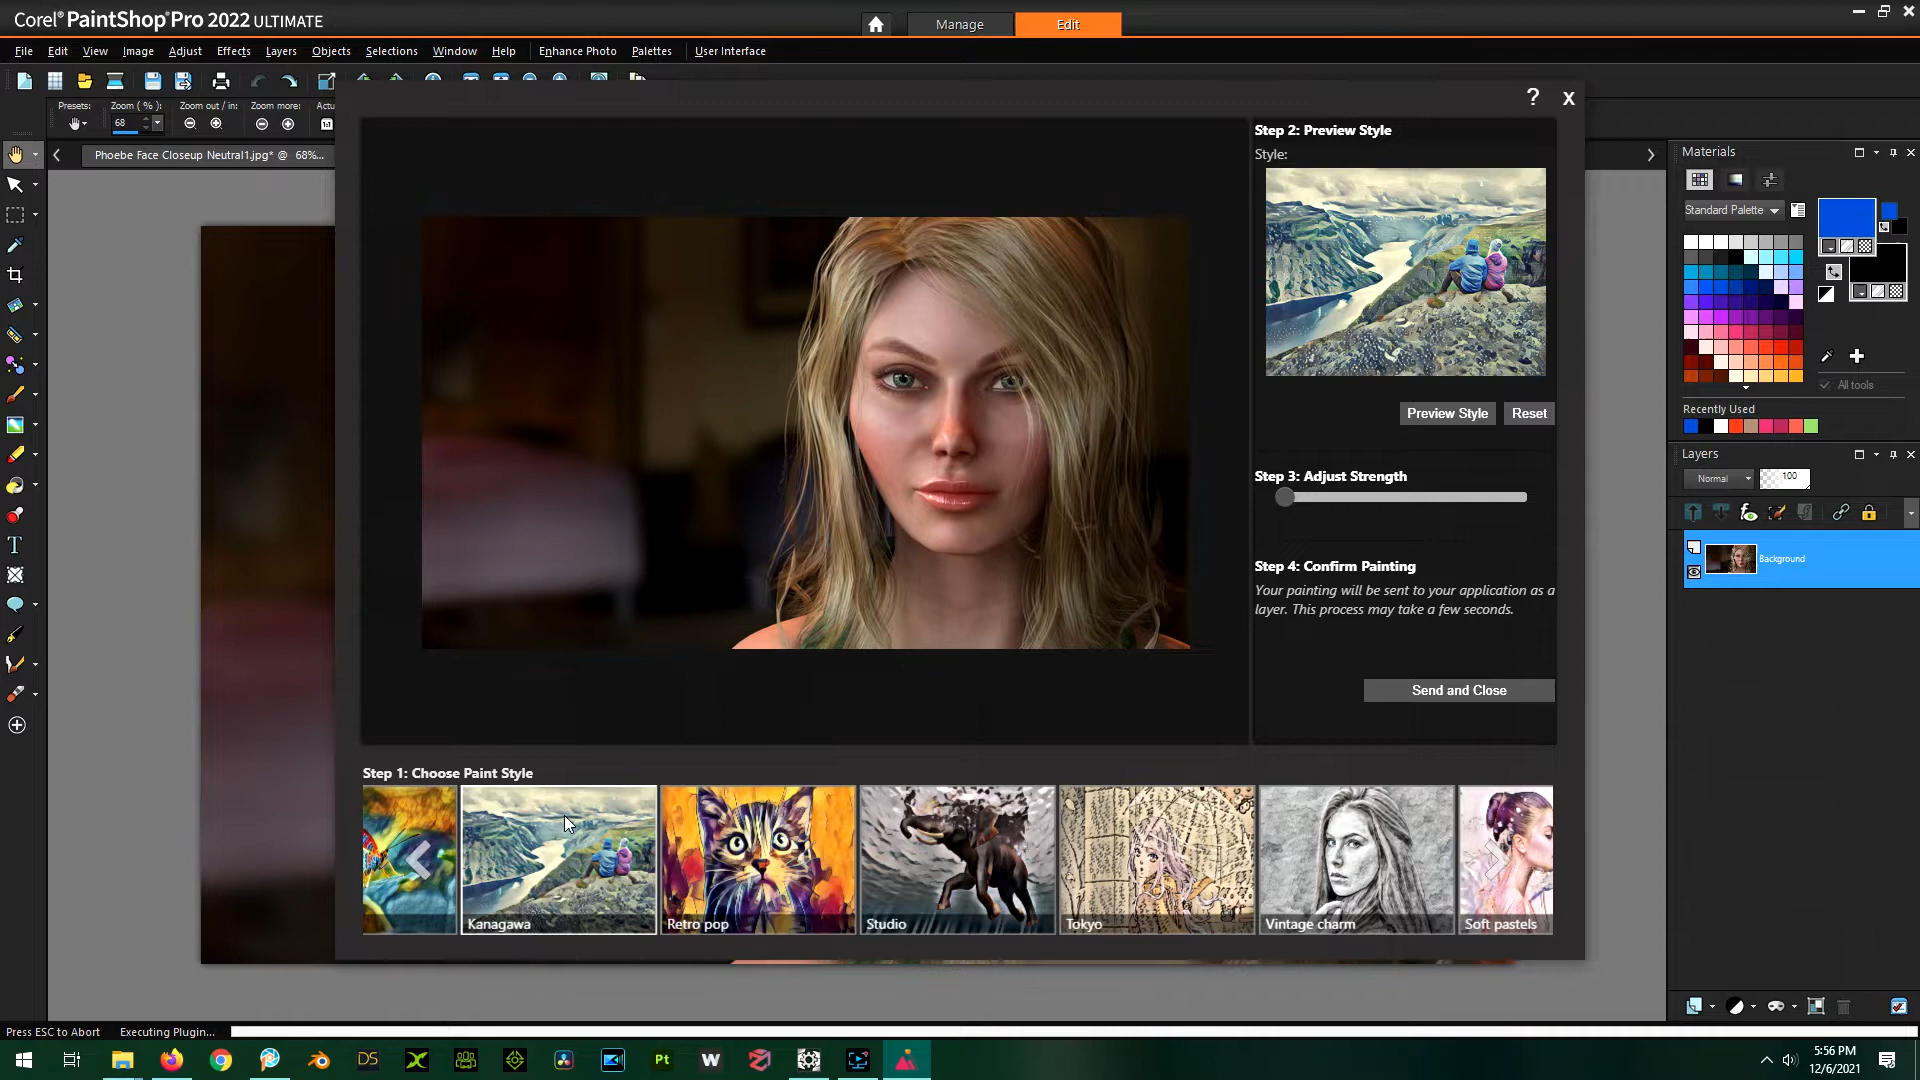 Corel® PaintShop® Pro 2022 ULTIMATE
Manage
Edit
File Edit View Image Adjust Effects Layers Objects Selections Window Help Enhance Photo Palettes User Interface
Presets: Zoom ( % ): Zoom out / in: Zoom more: Actu
68
Phoebe Face Closeup Neutral1.jpg* @ 68%...
? X
Step 2: Preview Style
Style:
Preview Style Reset
Step 3: Adjust Strength
Step 4: Confirm Painting
Your painting will be sent to your application as a
layer. This process may take a few seconds.
Send and Close
Step 1: Choose Paint Style
Kanagawa
Retro pop
Studio
Tokyo
Vintage charm
Soft pastels
Materials
Standard Palette
All tools
Recently Used
Layers
Normal 100
Background
Press ESC to Abort Executing Plugin...
DS
Pt
W
5:56 PM
12/6/2021